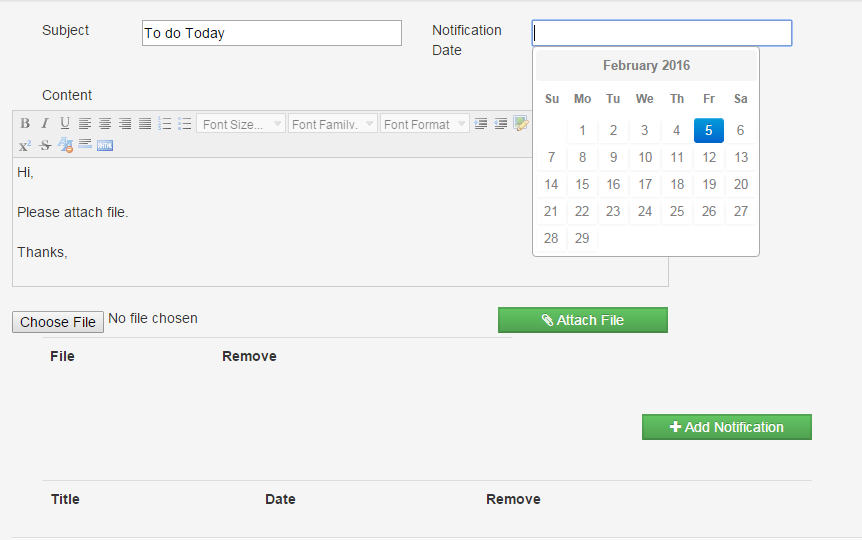 Subject
To do Today
Notification
Date
February 2016
Su Mo Tu We Th Fr Sa
1 2 3 4 5 6
7 8 9 10 11 12 13
14 15 16 17 18 19 20
21 22 23 24 25 26 27
28 29
Content
B I U Font Size... Font Family. Font Format
x² S HTML
Hi,
Please attach file.
Thanks,
Choose File No file chosen
Attach File
File Remove
+ Add Notification
Title Date Remove